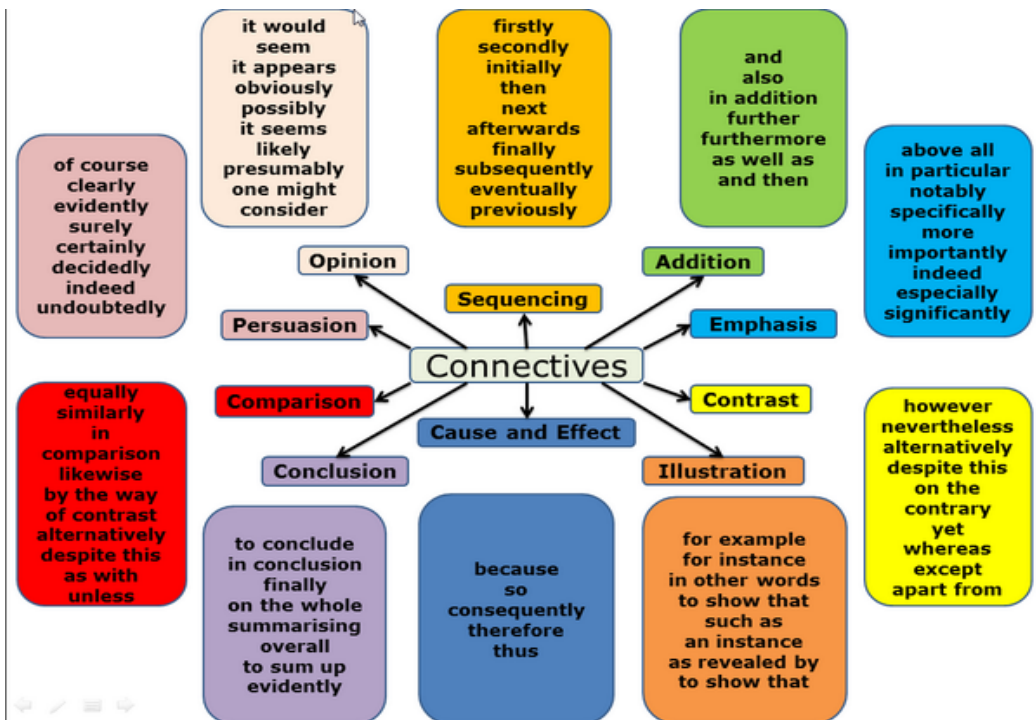 it would
seem
it appears
obviously
possibly
it seems
likely
presumably
one might
consider
firstly
secondly
initially
then
next
afterwards
finally
subsequently
eventually
previously
and
also
in addition
further
furthermore
as well as
and then
of course
clearly
evidently
surely
certainly
decidedly
indeed
undoubtedly
above all
in particular
notably
specifically
more
importantly
indeed
especially
significantly
Opinion
Addition
Sequencing
Persuasion
Emphasis
Connectives
Comparison
Contrast
Cause and Effect
Conclusion
Illustration
equally
similarly
in
comparison
likewise
by the way
of contrast
alternatively
despite this
as with
unless
however
nevertheless
alternatively
despite this
on the
contrary
yet
whereas
except
apart from
to conclude
in conclusion
finally
on the whole
summarising
overall
to sum up
evidently
because
so
consequently
therefore
thus
for example
for instance
in other words
to show that
such as
an instance
as revealed by
to show that